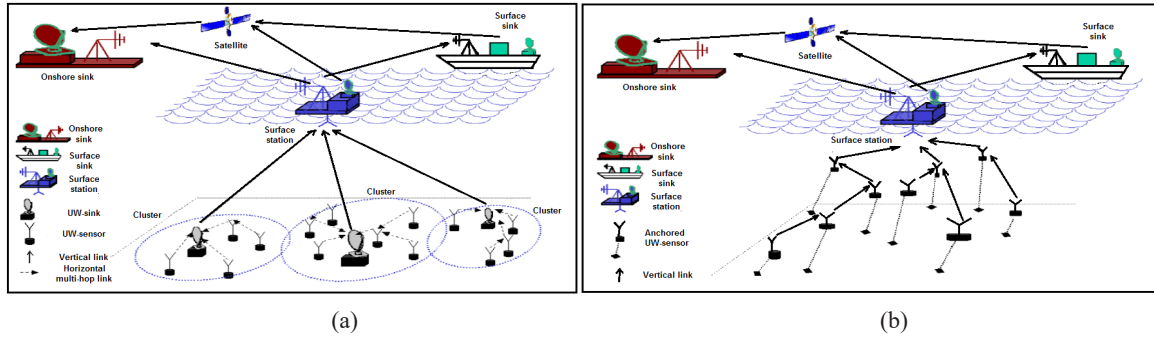 Satellite
Surface
sink
Onshore sink
Surface
station
Onshore
sink
Surface
sink
Surface
station
UW-sink
UW-sensor
Vertical link
Horizontal
multi-hop link
Cluster
Cluster
Cluster
(a)
Satellite
Surface
sink
Onshore sink
Surface station
Onshore
sink
Surface
sink
Surface
station
Anchored
UW-sensor
Vertical link
(b)